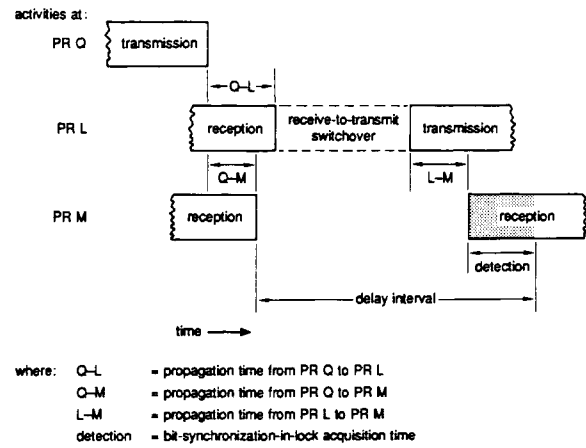 activities at:
PR Q
transmission
Q–L
PR L
reception
receive-to-transmit
switchover
transmission
Q–M
L–M
PR M
reception
reception
detection
delay interval
time
where: Q–L = propagation time from PR Q to PR L
Q–M = propagation time from PR Q to PR M
L–M = propagation time from PR L to PR M
detection = bit-synchronization-in-lock acquisition time